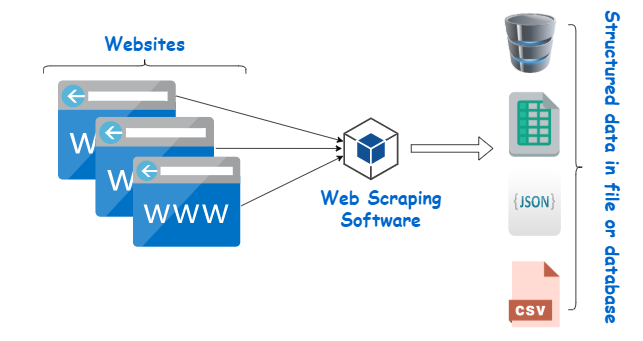 Websites
W
W
WWW
Web Scraping
Software
{JSON}
CSV
Structured data in file or database